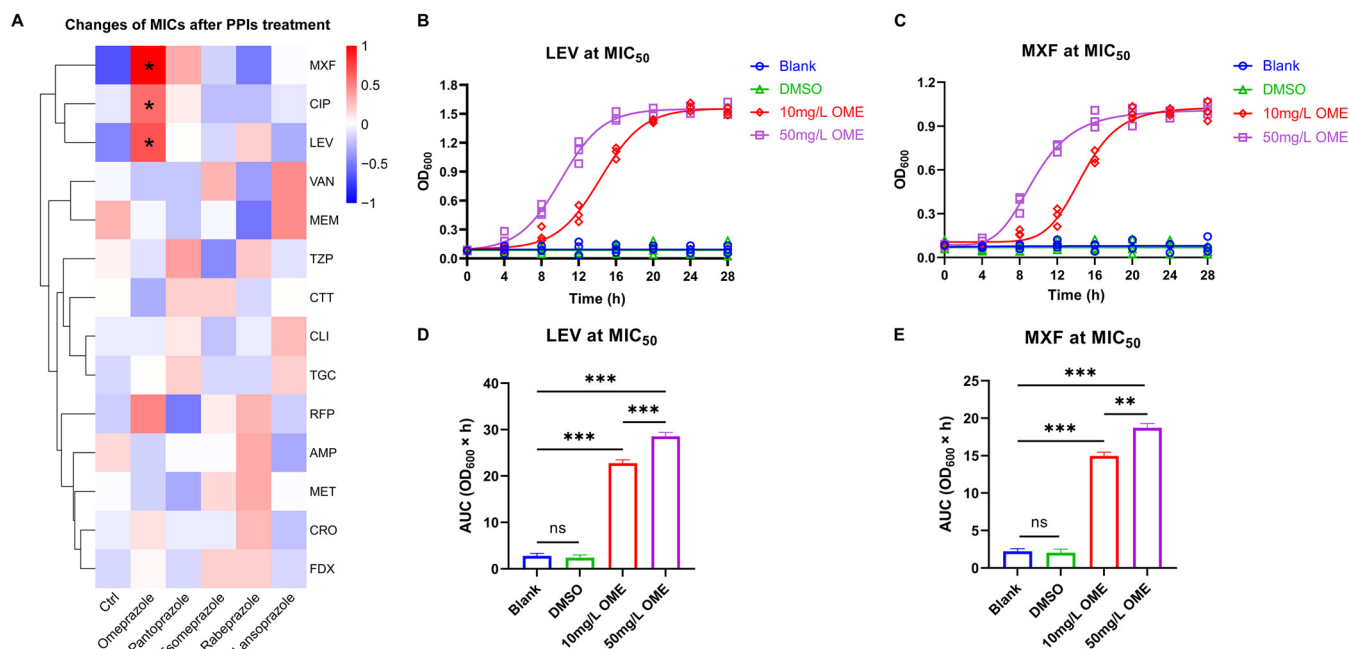 A
Changes of MICs after PPIs treatment
1
0.5
0
−0.5
−1
MXF
CIP
LEV
VAN
MEM
TZP
CTT
CLI
TGC
RFP
AMP
MET
CRO
FDX
*
*
*
Ctrl
Omeprazole
Pantoprazole
Esomeprazole
Rabeprazole
Lansoprazole
B
LEV at MIC50
Blank
DMSO
10mg/L OME
50mg/L OME
OD600
1.8
1.5
1.2
0.9
0.6
0.3
0.0
0 4 8 12 16 20 24 28
Time (h)
C
MXF at MIC50
Blank
DMSO
10mg/L OME
50mg/L OME
OD600
1.2
0.9
0.6
0.3
0.0
0 4 8 12 16 20 24 28
Time (h)
D
LEV at MIC50
AUC (OD600 × h)
40
30
20
10
0
***
***
***
ns
Blank
DMSO
10mg/L OME
50mg/L OME
E
MXF at MIC50
AUC (OD600 × h)
25
20
15
10
5
0
***
**
***
ns
Blank
DMSO
10mg/L OME
50mg/L OME